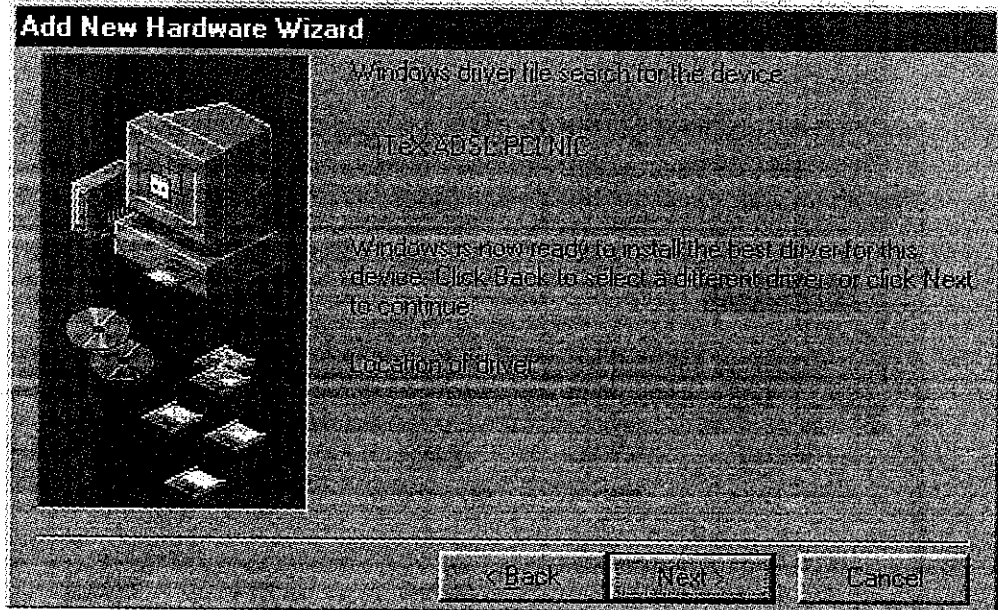 Add New Hardware Wizard
Windows driver file search for the device:
ITeX ADSL PCI NIC
Windows is now ready to install the best driver for this
device. Click Back to select a different driver, or click Next
to continue.
Location of driver:
< Back
Next >
Cancel